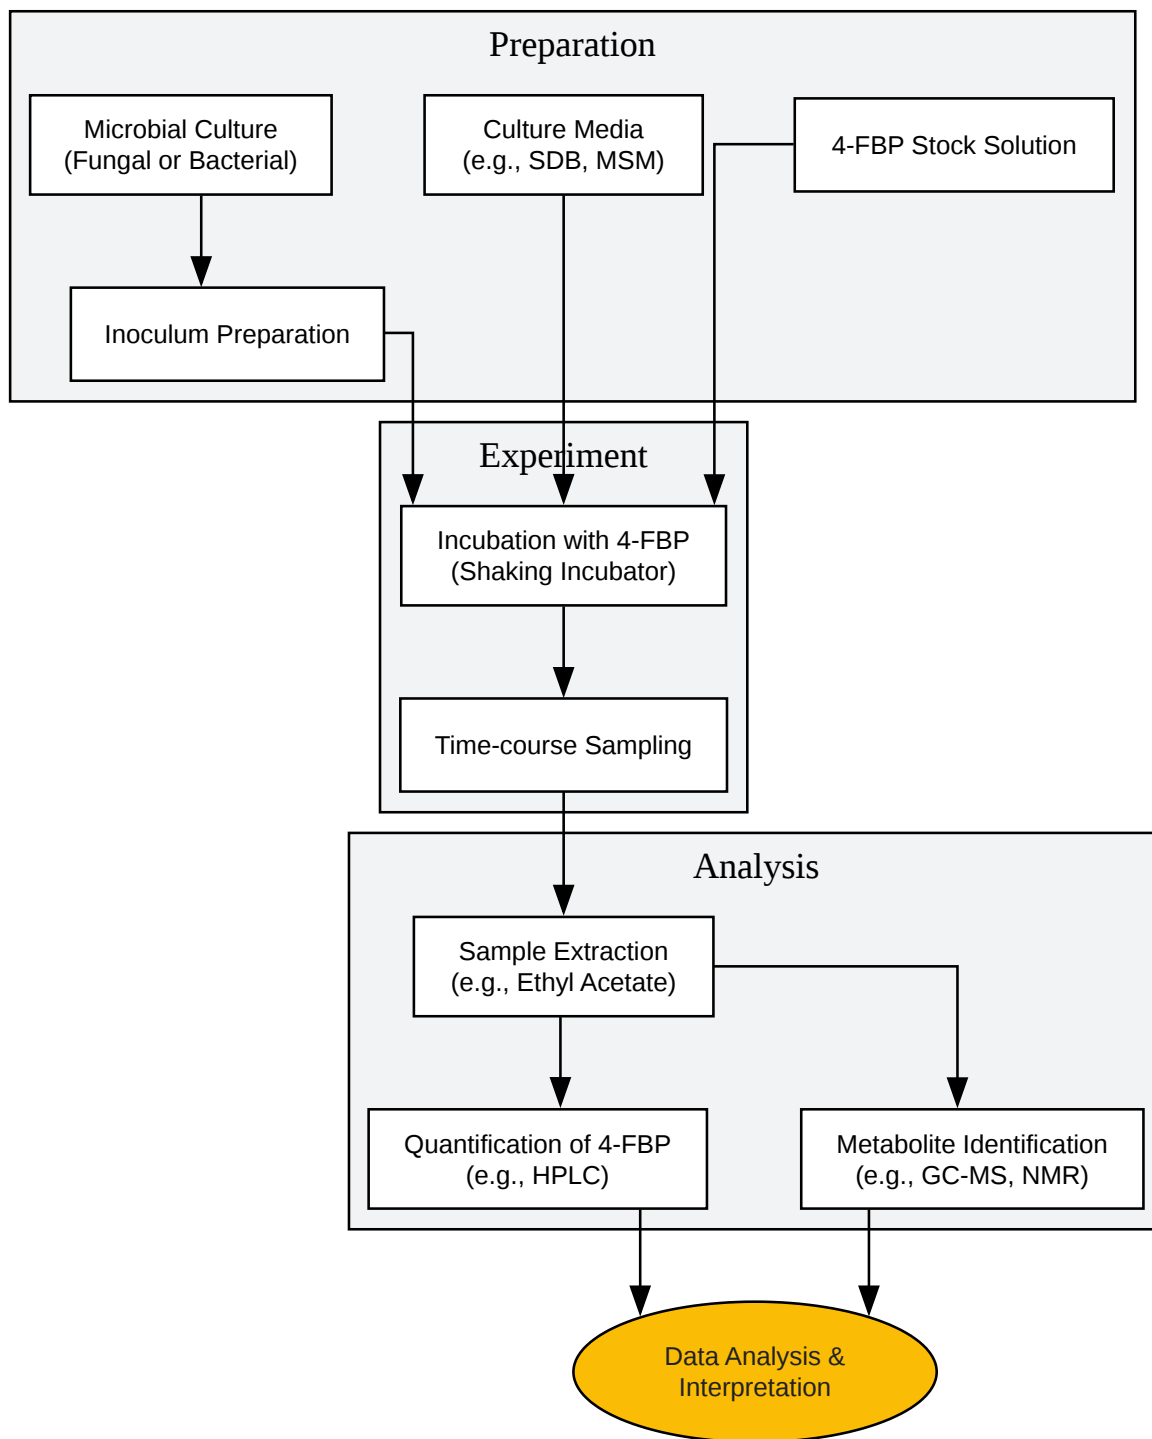 Preparation
Microbial Culture
(Fungal or Bacterial)
Culture Media
(e.g., SDB, MSM)
4-FBP Stock Solution
Inoculum Preparation
Experiment
Incubation with 4-FBP
(Shaking Incubator)
Time-course Sampling
Analysis
Sample Extraction
(e.g., Ethyl Acetate)
Quantification of 4-FBP
(e.g., HPLC)
Metabolite Identification
(e.g., GC-MS, NMR)
Data Analysis &
Interpretation